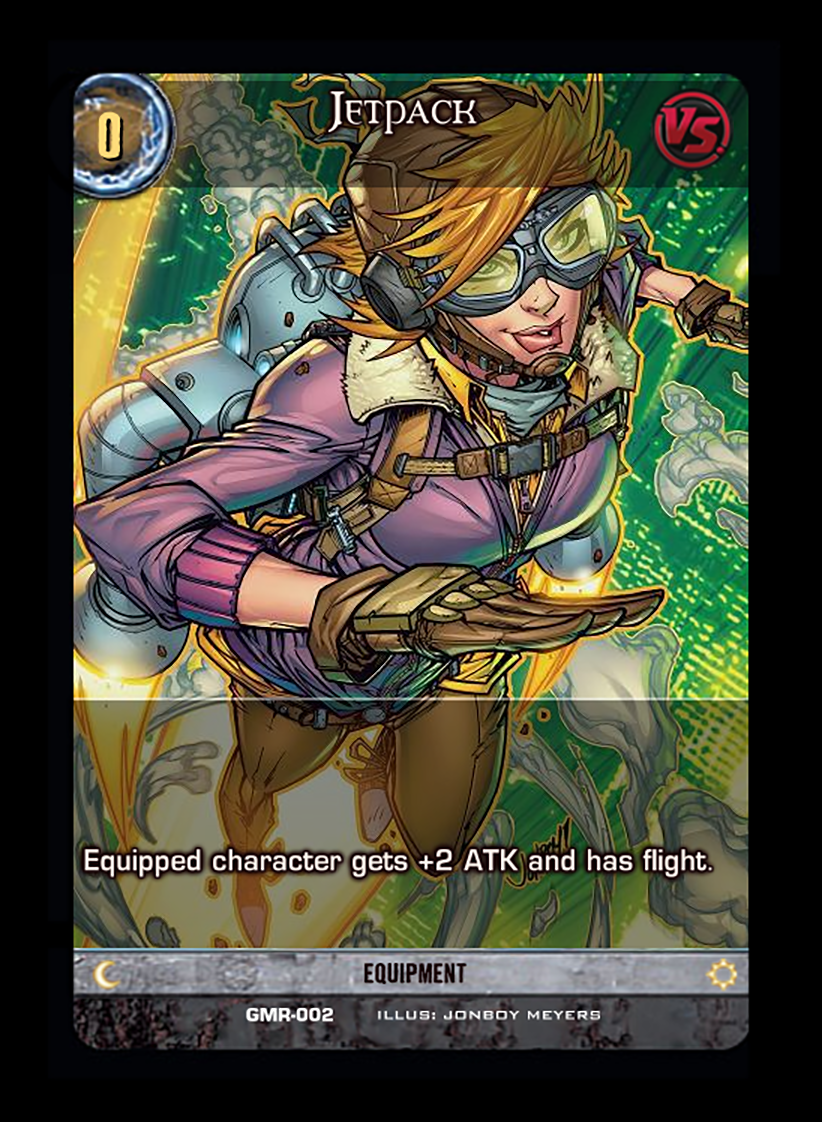 0
Jetpack
VS.
Equipped character gets +2 ATK and has flight.
EQUIPMENT
GMR-002 ILLUS: JONBOY MEYERS